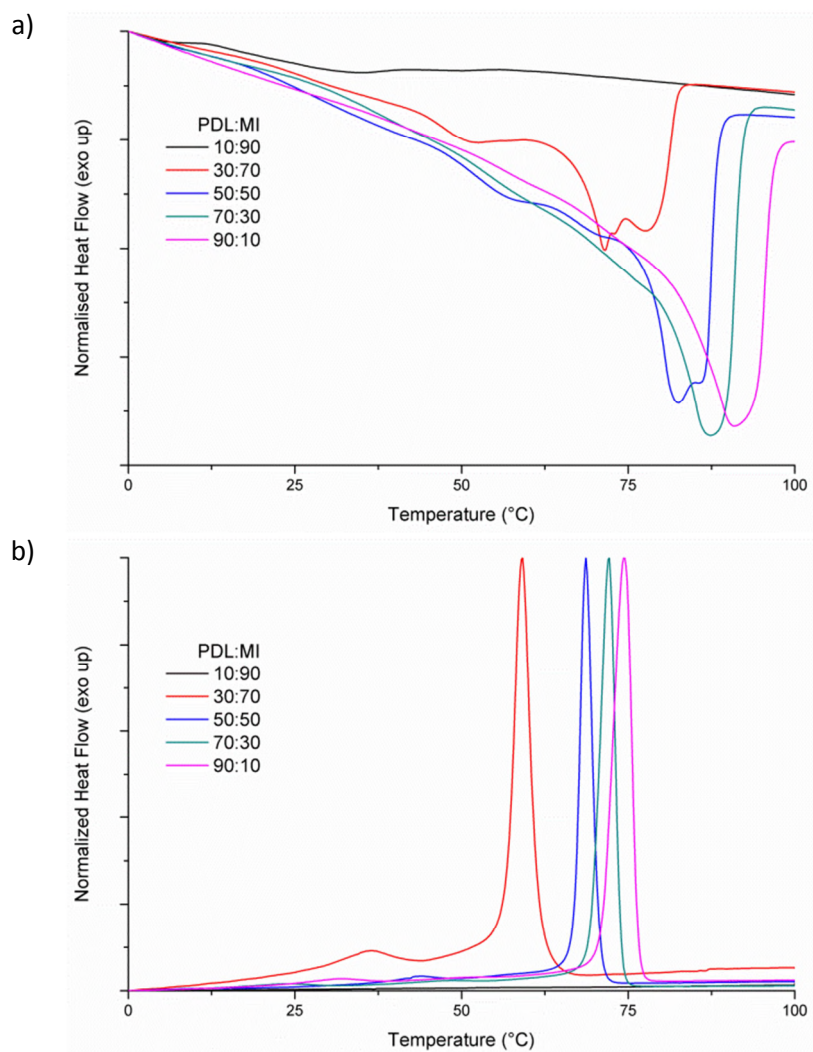 a)
Normalised Heat Flow (exo up)
PDL:MI
10:90
30:70
50:50
70:30
90:10
0
25
50
75
100
Temperature (°C)
b)
Normalized Heat Flow (exo up)
PDL:MI
10:90
30:70
50:50
70:30
90:10
0
25
50
75
100
Temperature (°C)